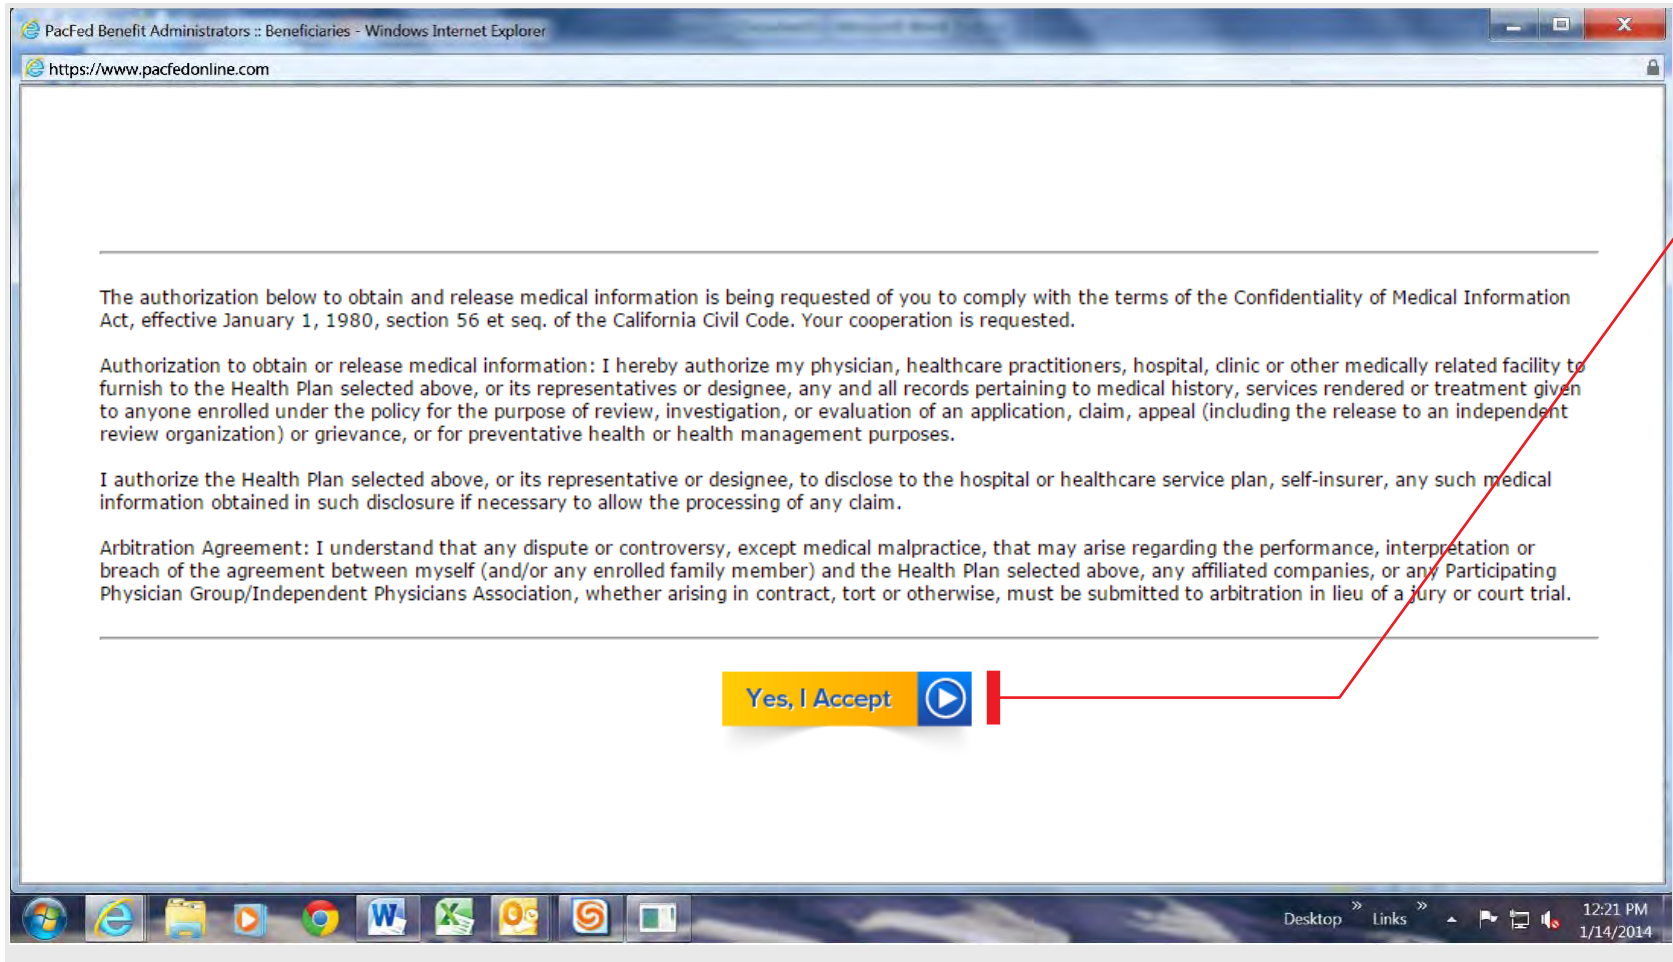 PacFed Benefit Administrators :: Beneficiaries - Windows Internet Explorer
https://www.pacfedonline.com
The authorization below to obtain and release medical information is being requested of you to comply with the terms of the Confidentiality of Medical Information
Act, effective January 1, 1980, section 56 et seq. of the California Civil Code. Your cooperation is requested.
Authorization to obtain or release medical information: I hereby authorize my physician, healthcare practitioners, hospital, clinic or other medically related facility to
furnish to the Health Plan selected above, or its representatives or designee, any and all records pertaining to medical history, services rendered or treatment given
to anyone enrolled under the policy for the purpose of review, investigation, or evaluation of an application, claim, appeal (including the release to an independent
review organization) or grievance, or for preventative health or health management purposes.
I authorize the Health Plan selected above, or its representative or designee, to disclose to the hospital or healthcare service plan, self-insurer, any such medical
information obtained in such disclosure if necessary to allow the processing of any claim.
Arbitration Agreement: I understand that any dispute or controversy, except medical malpractice, that may arise regarding the performance, interpretation or
breach of the agreement between myself (and/or any enrolled family member) and the Health Plan selected above, any affiliated companies, or any Participating
Physician Group/Independent Physicians Association, whether arising in contract, tort or otherwise, must be submitted to arbitration in lieu of a jury or court trial.
Yes, I Accept
Desktop » Links » 12:21 PM
1/14/2014